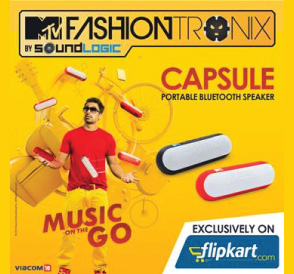 MTV FASHIONTRONIX
BY SOUNDLOGIC
CAPSULE
PORTABLE BLUETOOTH SPEAKER
MUSIC
ON THE
GO
EXCLUSIVELY ON
flipkart.com
VIACOM18